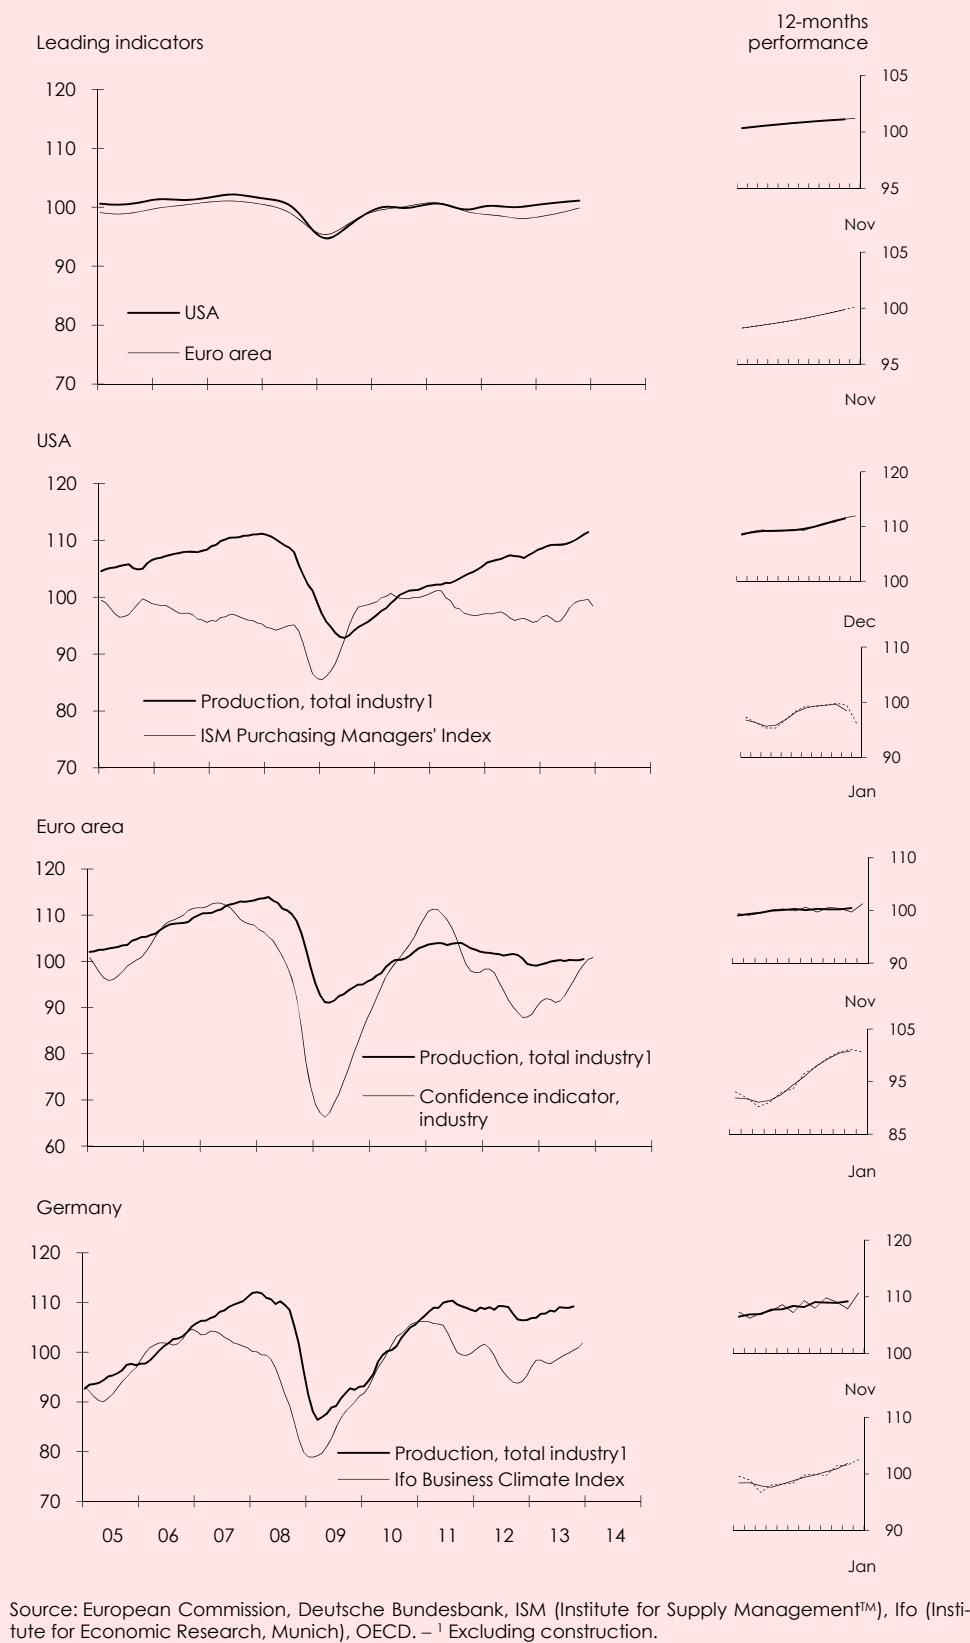 12-months
performance
Leading indicators
120
110
100
90
80
70
USA
Euro area
105
100
95
Nov
105
100
95
Nov
USA
120
110
100
90
80
70
Production, total industry1
ISM Purchasing Managers' Index
120
110
100
Dec
110
100
90
Jan
Euro area
120
110
100
90
80
70
60
Production, total industry1
Confidence indicator,
industry
110
100
90
Nov
105
95
85
Jan
Germany
120
110
100
90
80
70
Production, total industry1
Ifo Business Climate Index
05 06 07 08 09 10 11 12 13 14
120
110
100
Nov
110
100
90
Jan
Source: European Commission, Deutsche Bundesbank, ISM (Institute for Supply Management™), Ifo (Insti-
tute for Economic Research, Munich), OECD. – ¹ Excluding construction.